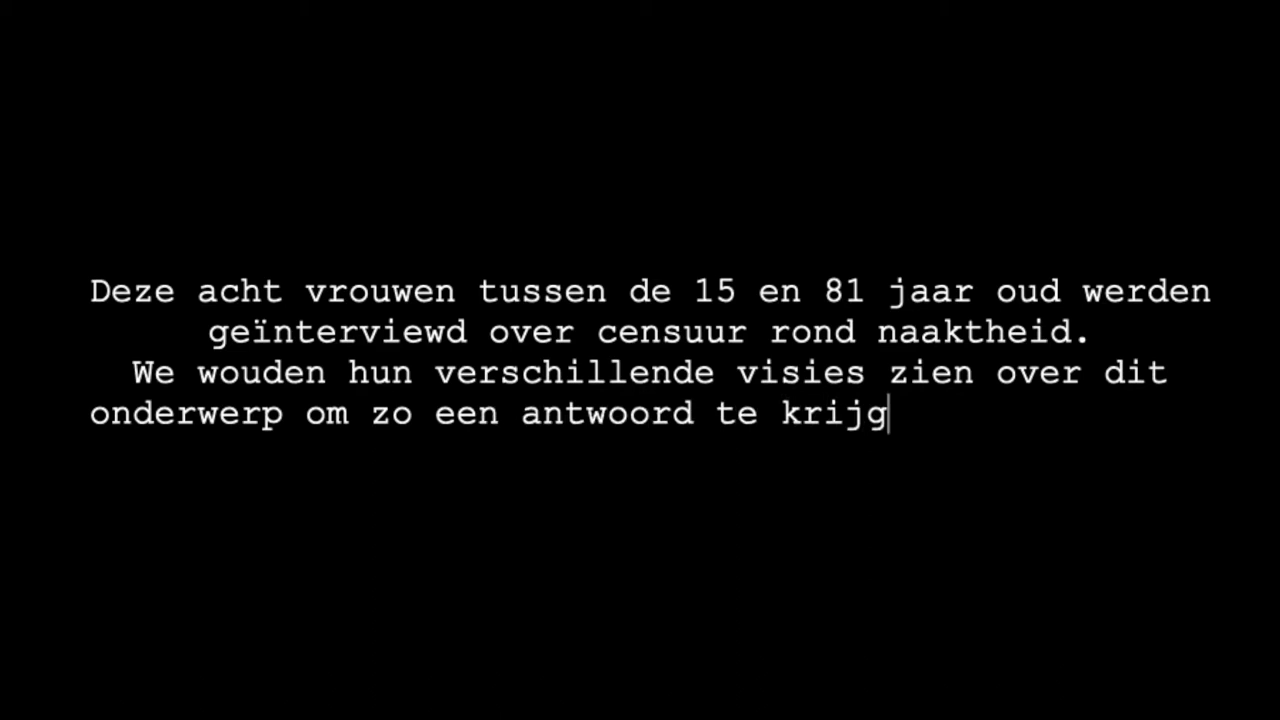 Deze acht vrouwen tussen de 15 en 81 jaar oud werden
geïnterviewd over censuur rond naaktheid.
We wouden hun verschillende visies zien over dit
onderwerp om zo een antwoord te krijg